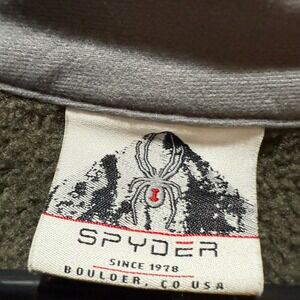 SPYDER
SINCE 1978
BOULDER, CO USA